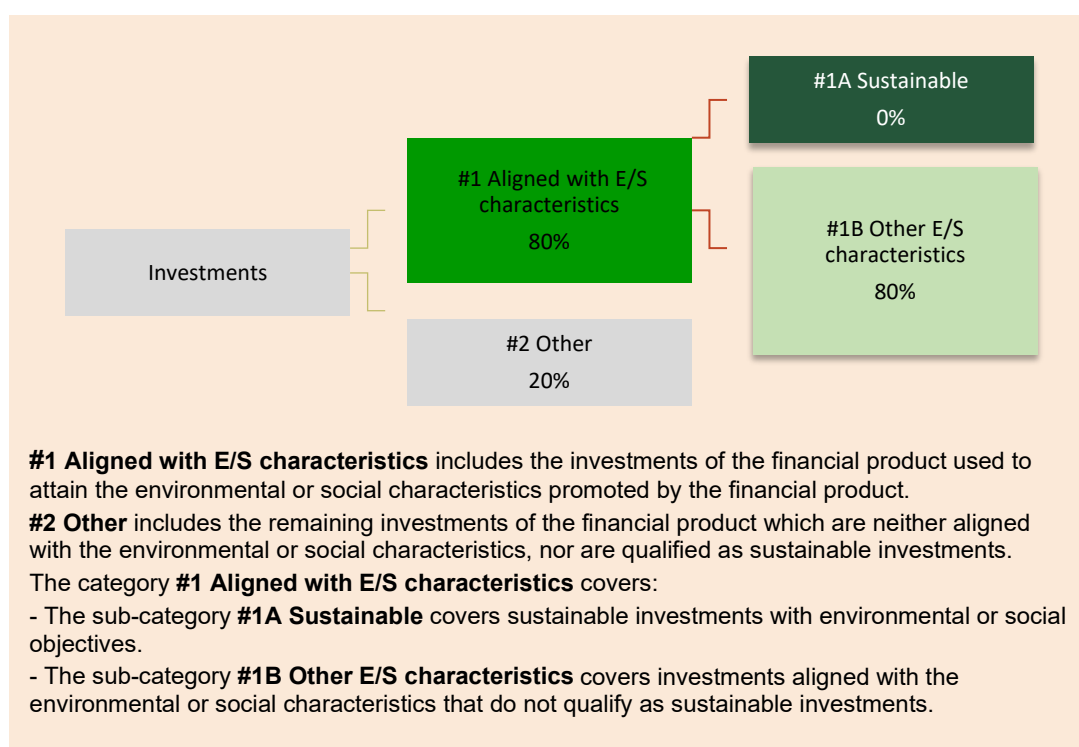 #1A Sustainable
0%
#1 Aligned with E/S
characteristics
80%
#1B Other E/S
characteristics
80%
Investments
#2 Other
20%
#1 Aligned with E/S characteristics includes the investments of the financial product used to
attain the environmental or social characteristics promoted by the financial product.
#2 Other includes the remaining investments of the financial product which are neither aligned
with the environmental or social characteristics, nor are qualified as sustainable investments.
The category #1 Aligned with E/S characteristics covers:
- The sub-category #1A Sustainable covers sustainable investments with environmental or social
objectives.
- The sub-category #1B Other E/S characteristics covers investments aligned with the
environmental or social characteristics that do not qualify as sustainable investments.